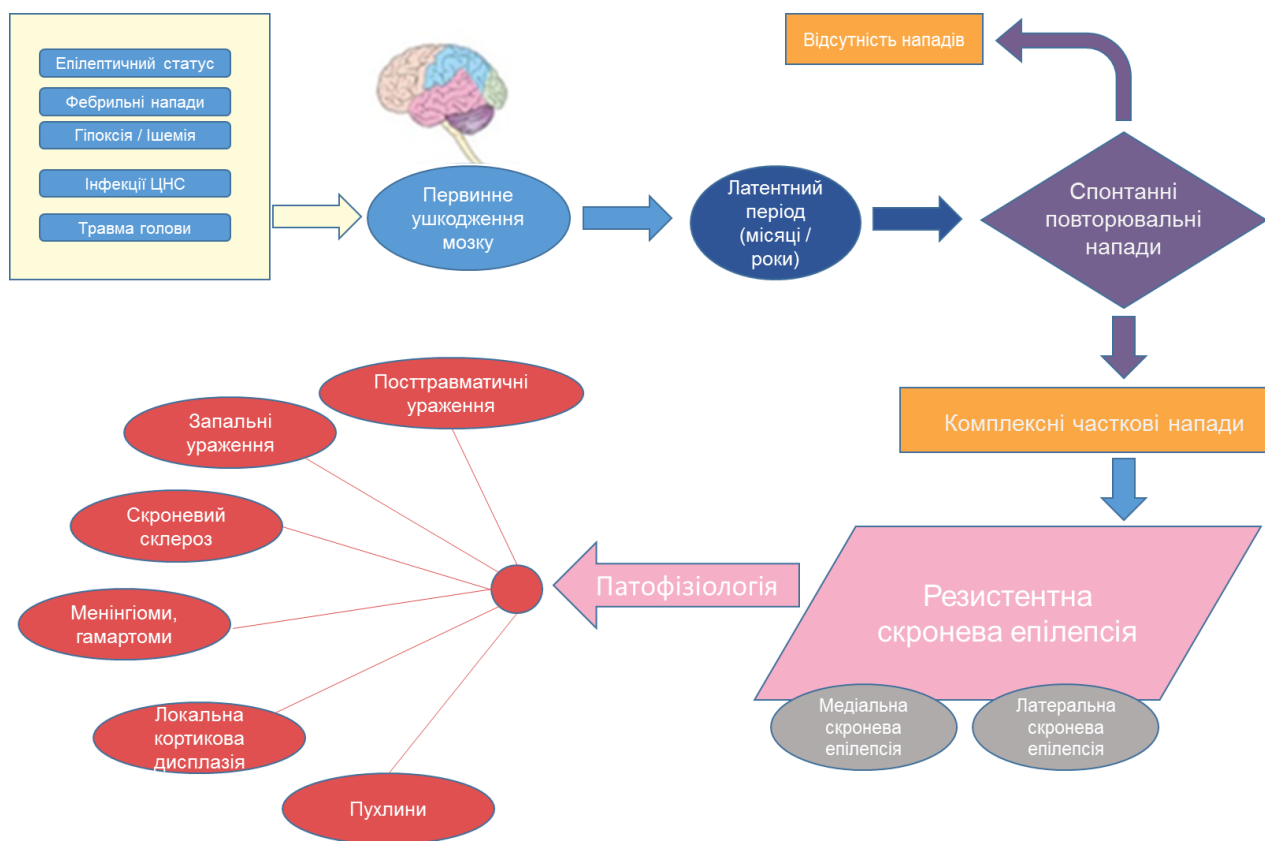 Епілептичний статус
Фебрильні напади
Гіпоксія / Ішемія
Інфекції ЦНС
Травма голови
Первинне
ушкодження
мозку
Латентний
період
(місяці /
роки)
Спонтанні
повторювальні
напади
Відсутність нападів
Комплексні часткові напади
Резистентна
скронева епілепсія
Медіальна
скронева
епілепсія
Латеральна
скронева
епілепсія
Патофізіологія
Посттравматичні
ураження
Запальні
ураження
Скроневий
склероз
Менінгіоми,
гамартоми
Локальна
кортикова
дисплазія
Пухлини